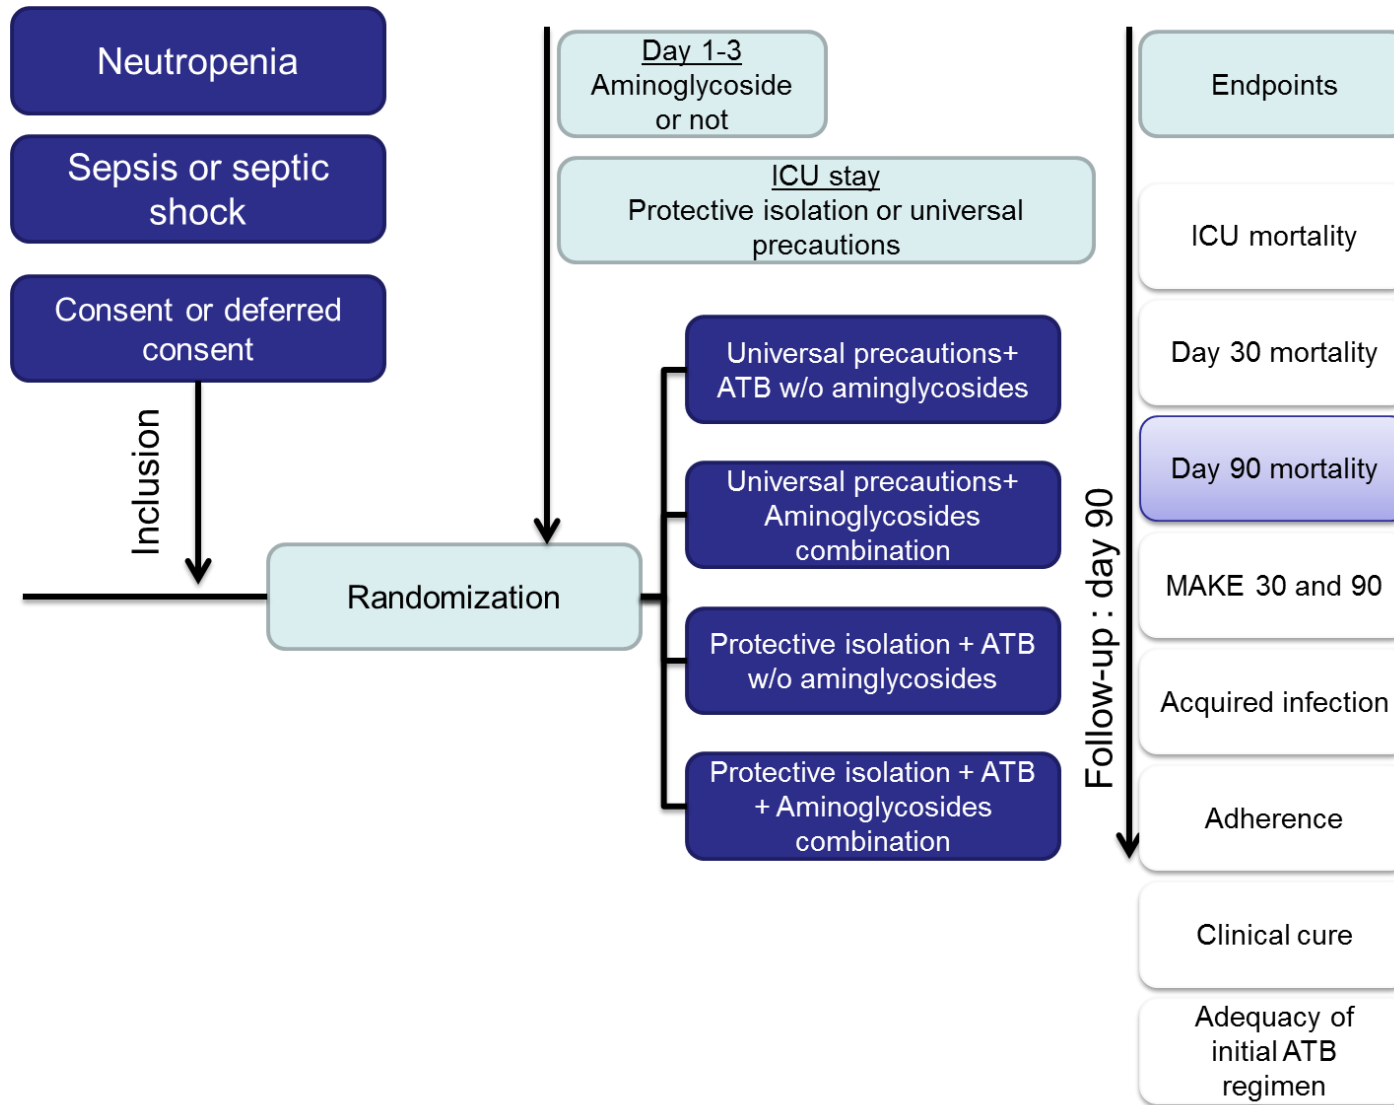 Neutropenia
Sepsis or septic
shock
Consent or deferred
consent
Inclusion
Day 1-3
Aminoglycoside
or not
ICU stay
Protective isolation or universal
precautions
Randomization
Universal precautions+
ATB w/o aminglycosides
Universal precautions+
Aminoglycosides
combination
Protective isolation + ATB
w/o aminglycosides
Protective isolation + ATB
+ Aminoglycosides
combination
Follow-up : day 90
Endpoints
ICU mortality
Day 30 mortality
Day 90 mortality
MAKE 30 and 90
Acquired infection
Adherence
Clinical cure
Adequacy of
initial ATB
regimen